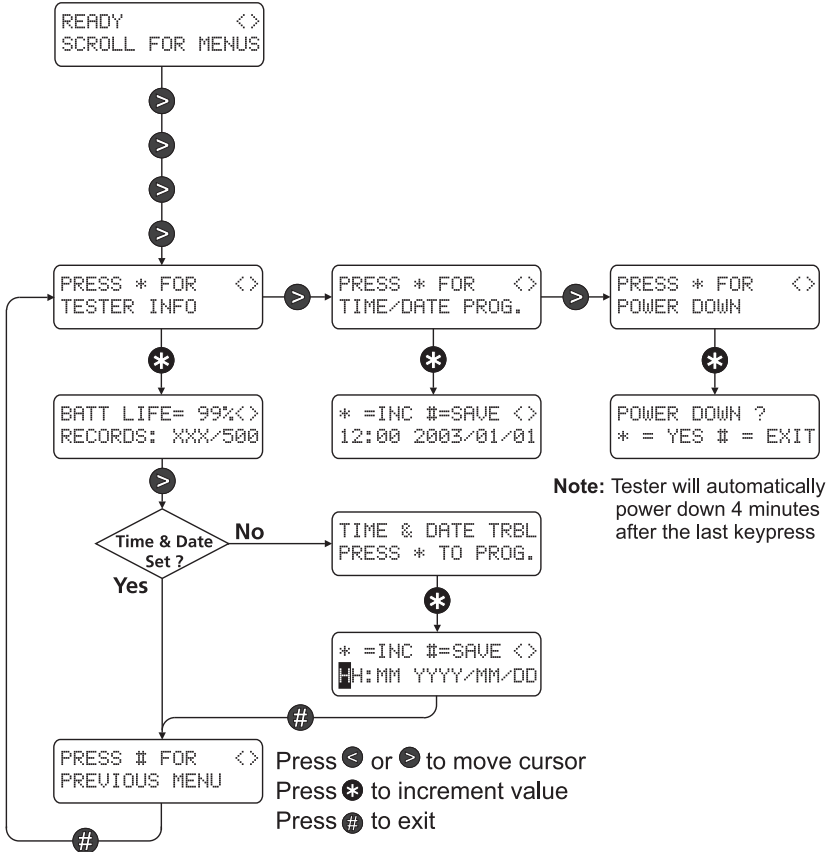 READY <>
SCROLL FOR MENUS
>
>
>
>
PRESS * FOR <>
TESTER INFO
>
PRESS * FOR <>
TIME/DATE PROG.
>
PRESS * FOR <>
POWER DOWN
*
*
*
BATT LIFE= 99%<>
RECORDS: XXX/500
* =INC #=SAVE <>
12:00 2003/01/01
POWER DOWN ?
* = YES # = EXIT
>
Note: Tester will automatically
power down 4 minutes
after the last keypress
Time & Date
Set ?
No
Yes
TIME & DATE TRBL
PRESS * TO PROG.
*
* =INC #=SAVE <>
HH:MM YYYY/MM/DD
#
PRESS # FOR <>
PREVIOUS MENU
#
Press < or > to move cursor
Press * to increment value
Press # to exit